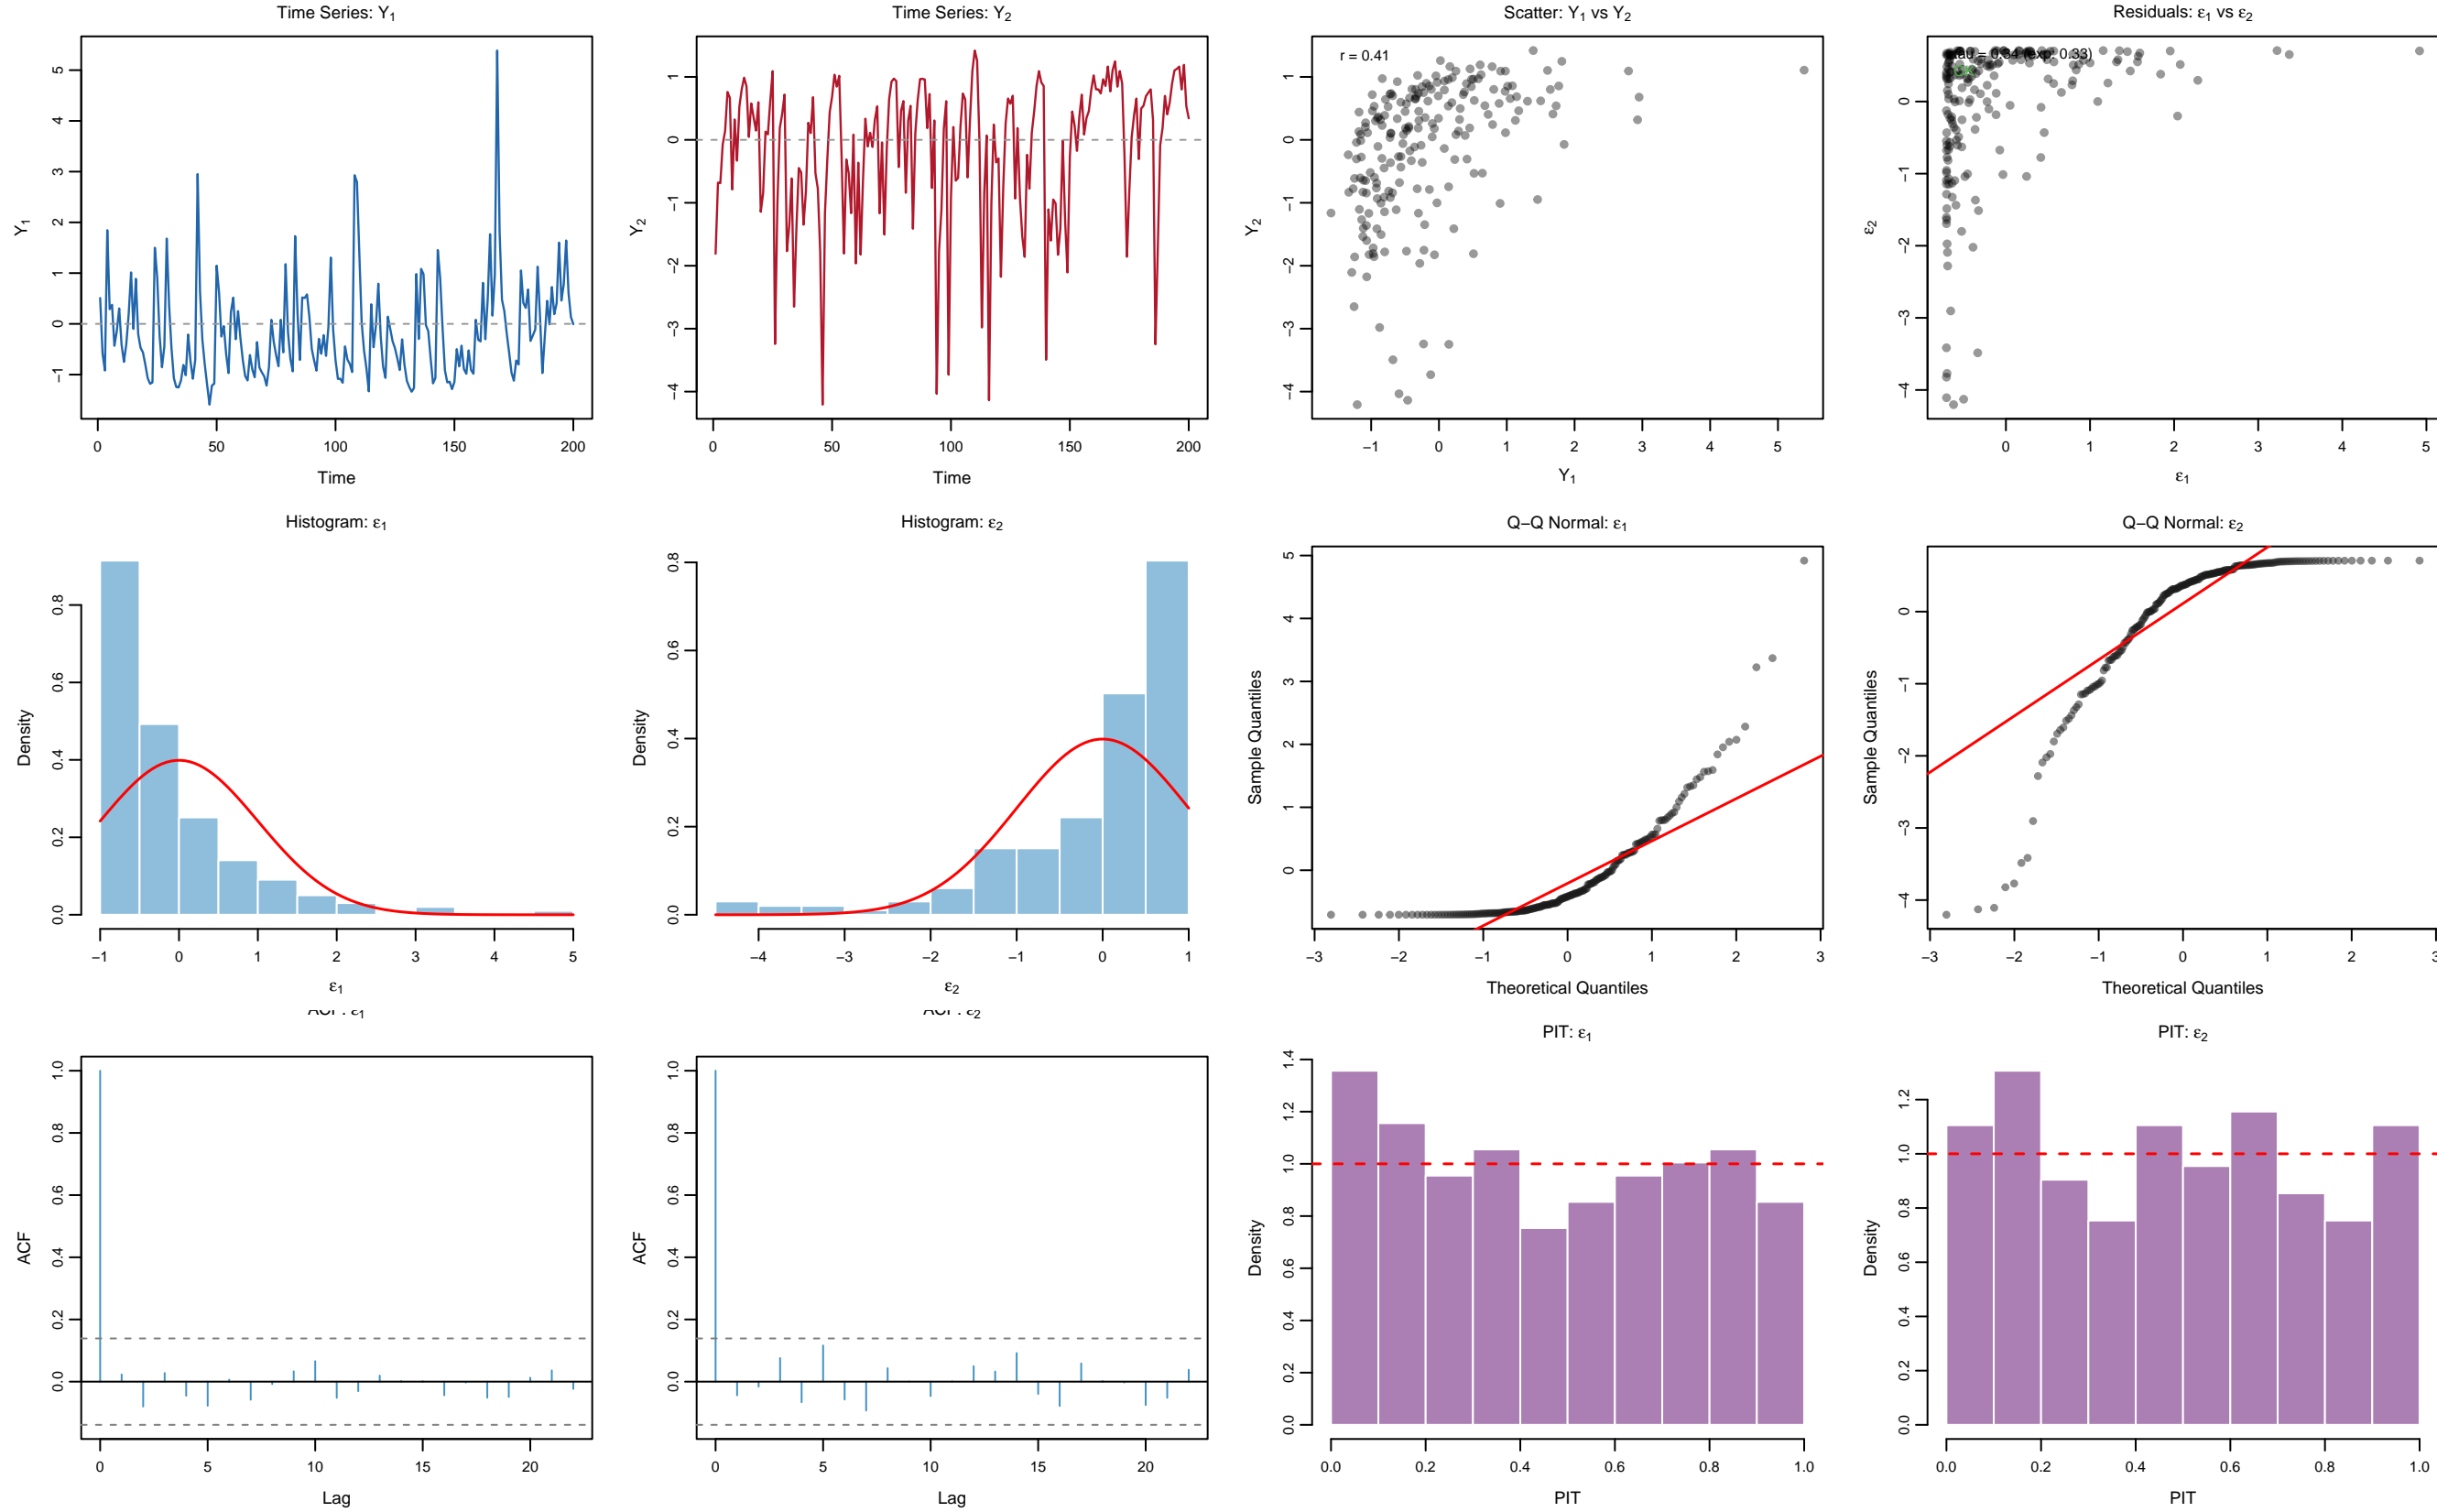 Time Series: Y1
Y1
−1 0 1 2 3 4 5
0 50 100 150 200
Time
Time Series: Y2
Y2
−4 −3 −2 −1 0 1
0 50 100 150 200
Time
Scatter: Y1 vs Y2
r = 0.41
Y2
−4 −3 −2 −1 0 1
−1 0 1 2 3 4 5
Y1
Residuals: ε1 vs ε2
= 0.34 (exp: 0.33)
ε2
−4 −3 −2 −1 0
0 1 2 3 4 5
ε1
Histogram: ε1
Density
0.0 0.2 0.4 0.6 0.8
−1 0 1 2 3 4 5
ε1
Histogram: ε2
Density
0.0 0.2 0.4 0.6 0.8
−4 −3 −2 −1 0 1
ε2
Q−Q Normal: ε1
Sample Quantiles
0 1 2 3 4 5
−3 −2 −1 0 1 2 3
Theoretical Quantiles
Q−Q Normal: ε2
Sample Quantiles
−4 −3 −2 −1 0
−3 −2 −1 0 1 2 3
Theoretical Quantiles
ACF: ε1
ACF
0.0 0.2 0.4 0.6 0.8 1.0
0 5 10 15 20
Lag
ACF: ε2
ACF
0.0 0.2 0.4 0.6 0.8 1.0
0 5 10 15 20
Lag
PIT: ε1
Density
0.0 0.2 0.4 0.6 0.8 1.0 1.2 1.4
0.0 0.2 0.4 0.6 0.8 1.0
PIT
PIT: ε2
Density
0.0 0.2 0.4 0.6 0.8 1.0 1.2
0.0 0.2 0.4 0.6 0.8 1.0
PIT